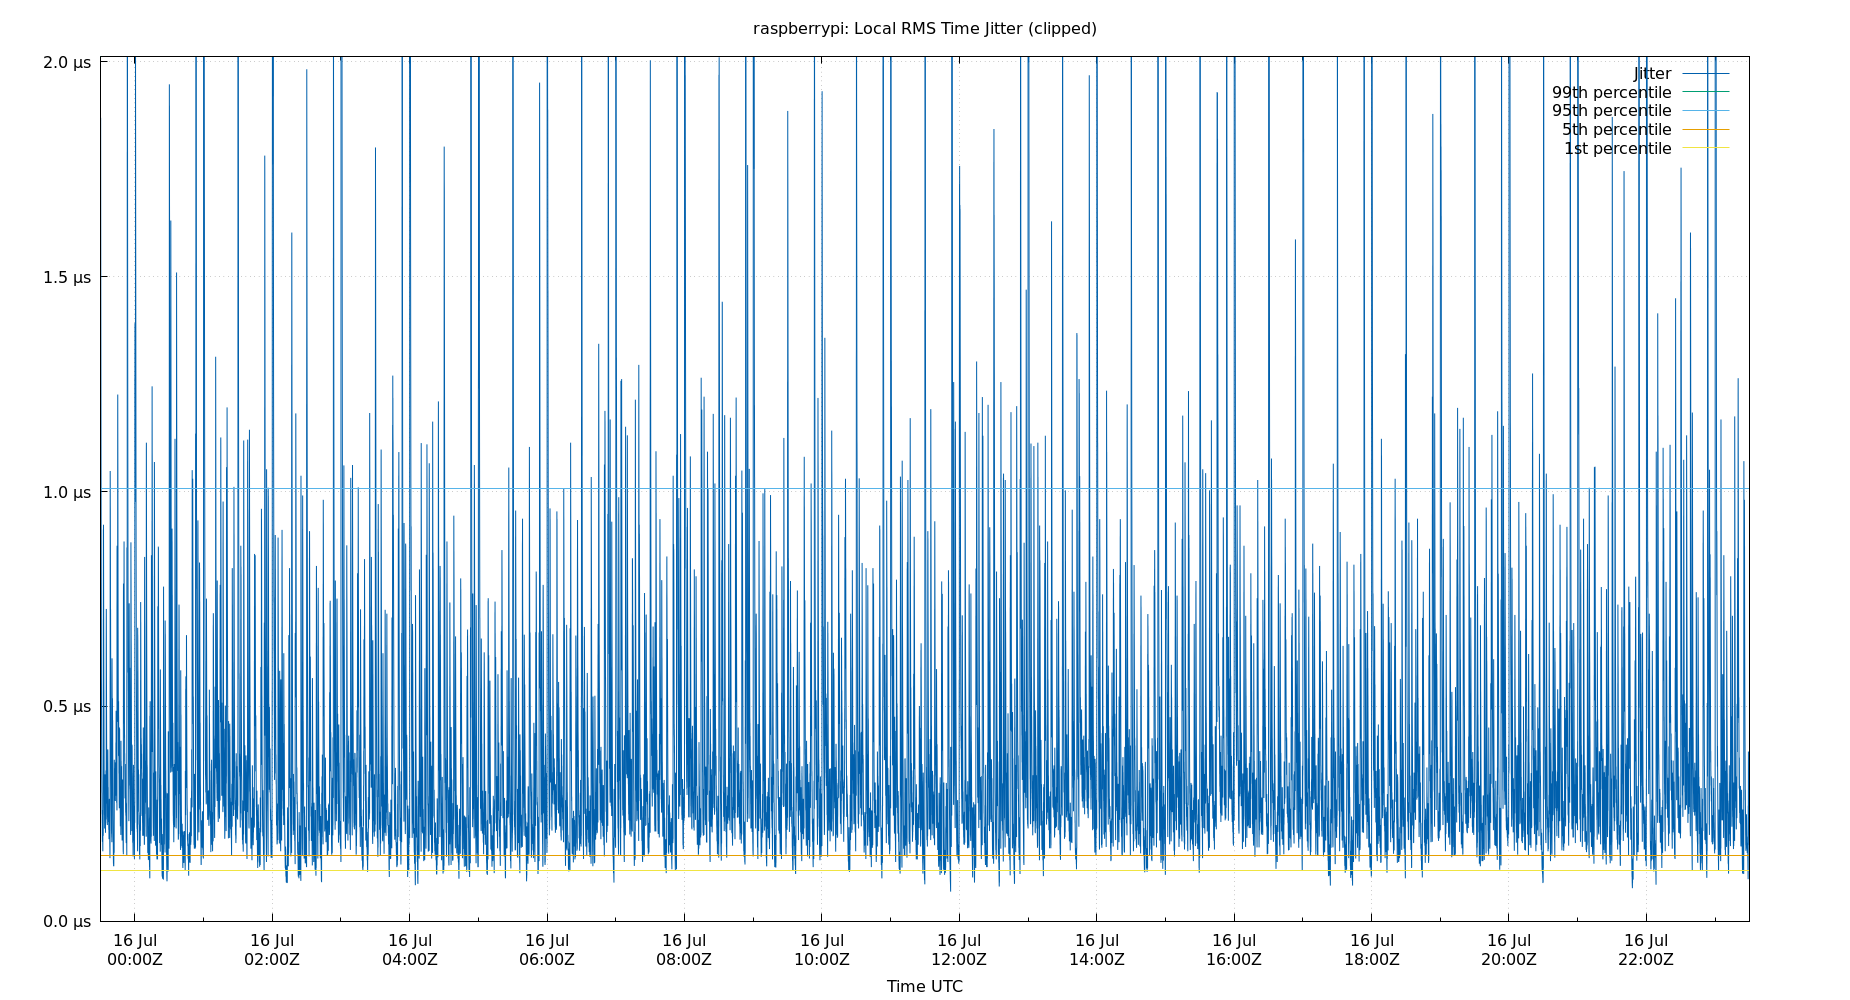 raspberrypi: Local RMS Time Jitter (clipped)
2.0 µs
1.5 µs
1.0 µs
0.5 µs
0.0 µs
Jitter
99th percentile
95th percentile
5th percentile
1st percentile
16 Jul 16 Jul 16 Jul 16 Jul 16 Jul 16 Jul 16 Jul 16 Jul 16 Jul 16 Jul 16 Jul 16 Jul
00:00Z 02:00Z 04:00Z 06:00Z 08:00Z 10:00Z 12:00Z 14:00Z 16:00Z 18:00Z 20:00Z 22:00Z
Time UTC